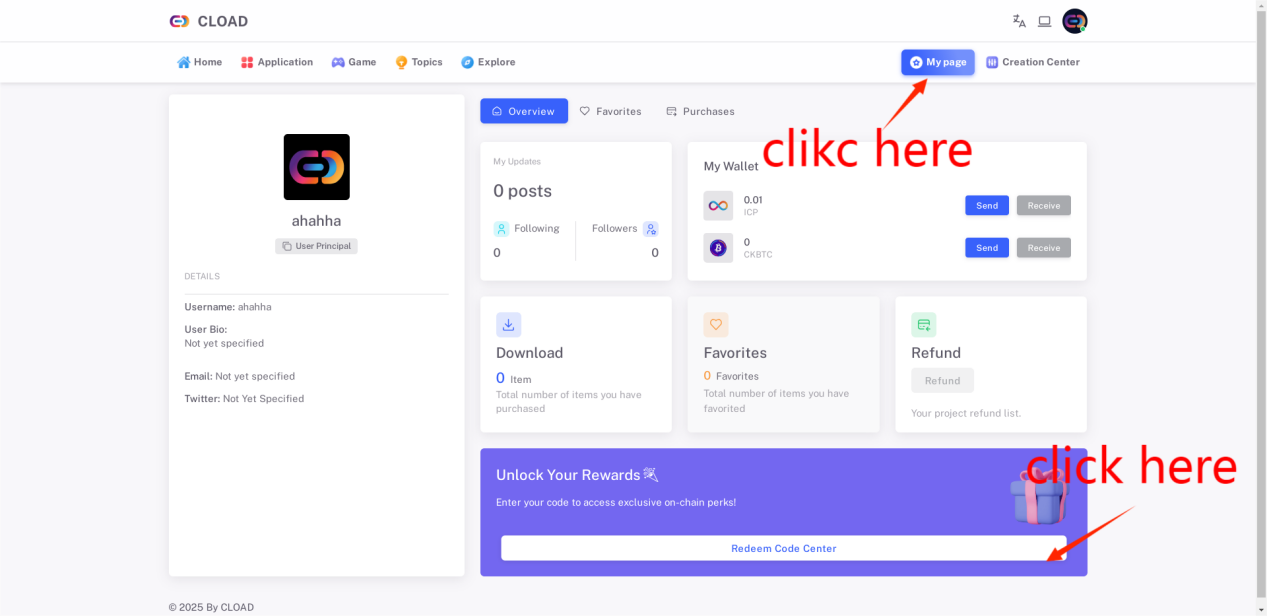 CLOAD
Home Application Game Topics Explore My page Creation Center
Overview Favorites Purchases
clikc here
ahahha
User Principal
DETAILS
Username: ahahha
User Bio:
Not yet specified
Email: Not yet specified
Twitter: Not Yet Specified
My Updates
0 posts
Following Followers
0 0
My Wallet
0.01
ICP
Send Receive
0
CKBTC
Send Receive
Download
0 Item
Total number of items you have
purchased
Favorites
0 Favorites
Total number of items you have
favorited
Refund
Refund
Your project refund list.
click here
Unlock Your Rewards
Enter your code to access exclusive on-chain perks!
Redeem Code Center
© 2025 By CLOAD